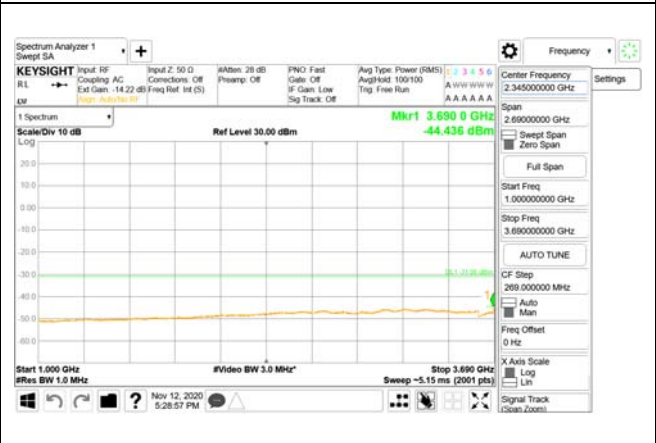 Spectrum Analyzer 1
Swept SA
Frequency
KEYSIGHT
RL
Input: RF
Coupling: AC
Ext Gain: -14.22 dB
Align: Auto/No RF
Input Z: 50 Ω
Corrections: Off
Freq Ref: Int (S)
#Atten: 28 dB
Preamp: Off
PNO: Fast
Gate: Off
IF Gain: Low
Sig Track: Off
Avg Type: Power (RMS)
Avg|Hold: 100/100
Trig: Free Run
1 2 3 4 5 6
A W W W W W
A A A A A A
1 Spectrum
Scale/Div 10 dB
Log
Ref Level 30.00 dBm
Mkr1 3.690 0 GHz
-44.436 dBm
20.0
10.0
0.00
-10.0
-20.0
-30.0
-40.0
-50.0
-60.0
1
Start 1.000 GHz
#Res BW 1.0 MHz
#Video BW 3.0 MHz*
Stop 3.690 GHz
Sweep ~5.15 ms (2001 pts)
Nov 12, 2020
5:28:57 PM
Center Frequency
2.345000000 GHz
Settings
Span
2.69000000 GHz
Swept Span
Zero Span
Full Span
Start Freq
1.000000000 GHz
Stop Freq
3.690000000 GHz
AUTO TUNE
CF Step
269.000000 MHz
Auto
Man
Freq Offset
0 Hz
X Axis Scale
Log
Lin
Signal Track
(Span Zoom)